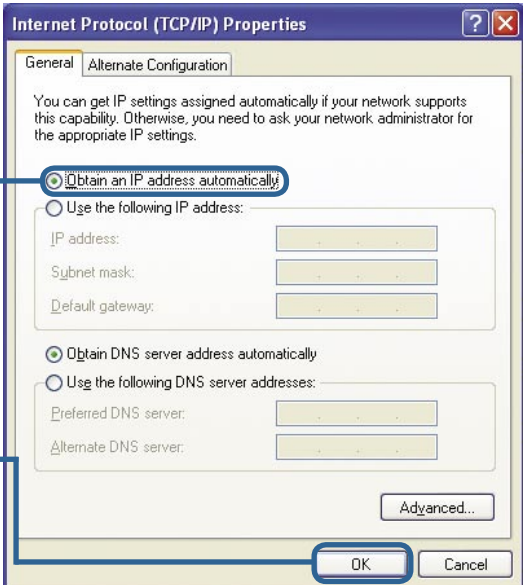 Internet Protocol (TCP/IP) Properties
General
Alternate Configuration
You can get IP settings assigned automatically if your network supports
this capability. Otherwise, you need to ask your network administrator for
the appropriate IP settings.
Obtain an IP address automatically
Use the following IP address:
IP address:
Subnet mask:
Default gateway:
Obtain DNS server address automatically
Use the following DNS server addresses:
Preferred DNS server:
Alternate DNS server:
Advanced...
OK
Cancel